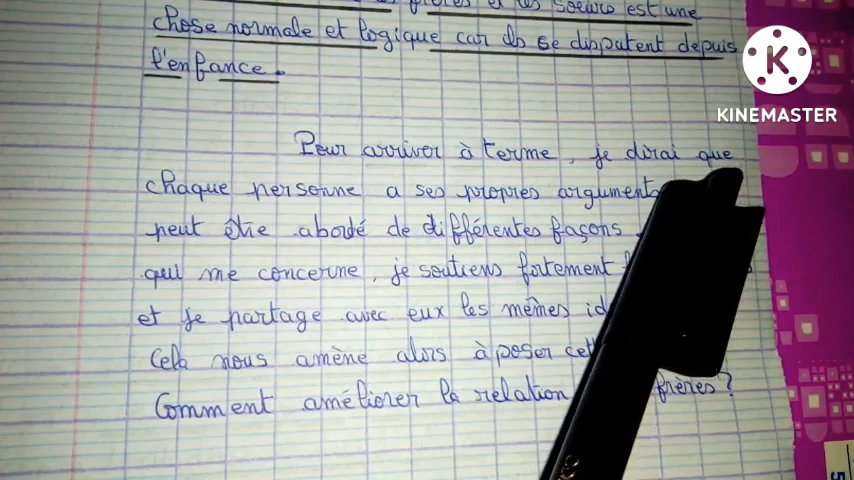 frères et les soeurs est une
chose normale et logique car ils se disputent depuis
l'enfance.
KINEMASTER
Pour arriver à terme, je dirai que
chaque personne a ses propres arguments
peut être abordé de différentes façons
qui me concerne, je soutiens fortement
et je partage avec eux les mêmes
Cela nous amène alors à poser
Comment améliorer la relation frères?